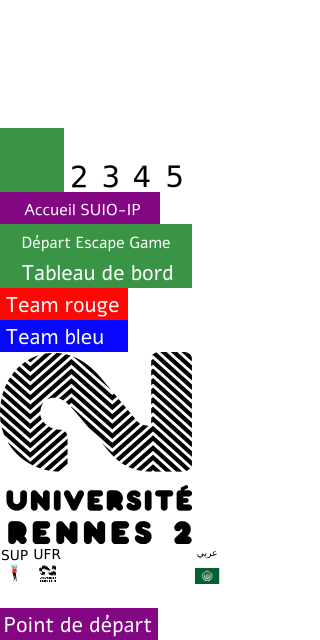 2 3 4 5
Accueil SUIO-IP
Départ Escape Game
Tableau de bord
Team rouge
Team bleu
UNIVERSITÉ
RENNES 2
SUP UFR عربي
Point de départ